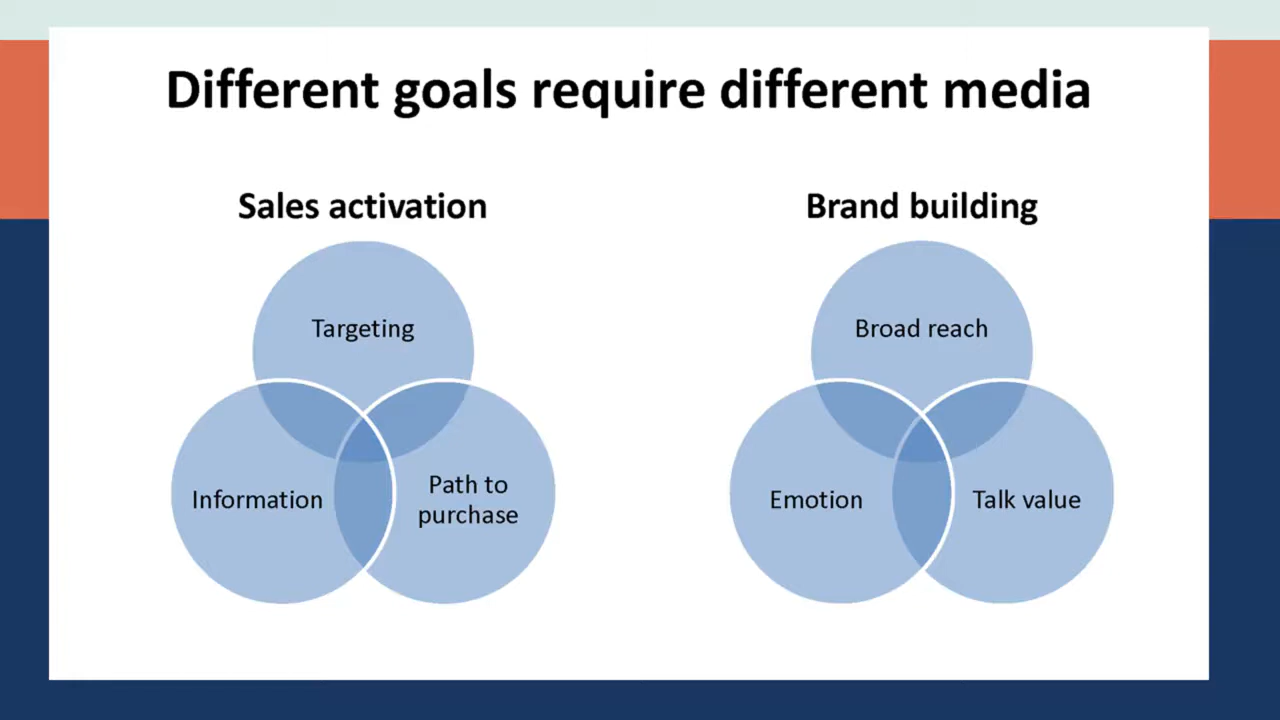 Different goals require different media
Sales activation
Targeting
Information
Path to
purchase
Brand building
Broad reach
Emotion
Talk value